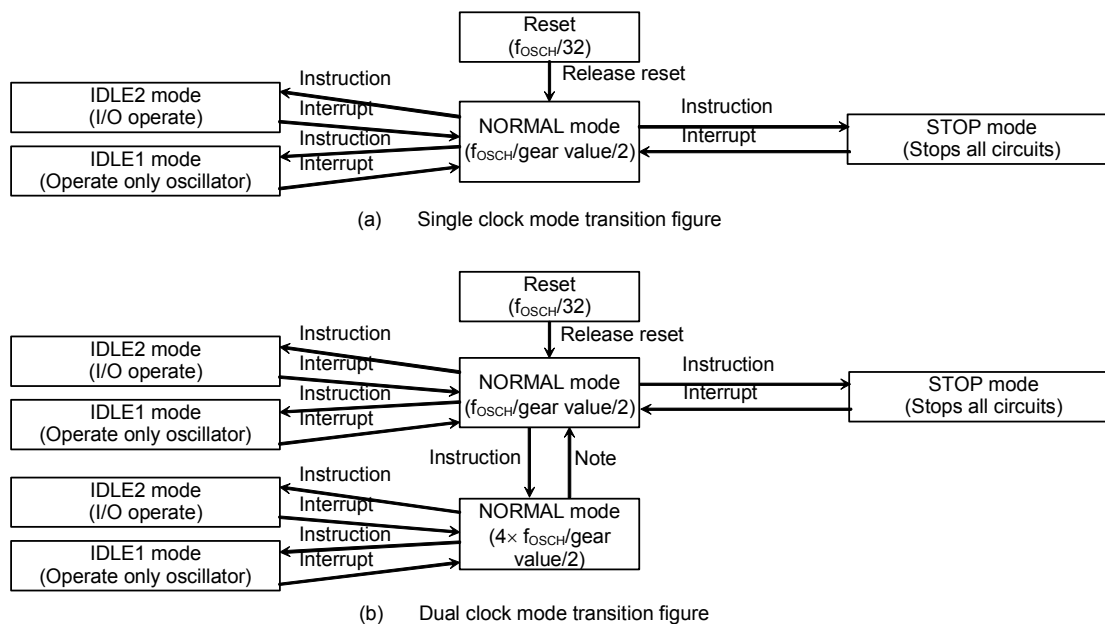 Reset
(fOSCH/32)
Release reset
Instruction
IDLE2 mode
(I/O operate)
Interrupt
Instruction
IDLE1 mode
(Operate only oscillator)
Interrupt
NORMAL mode
(fOSCH/gear value/2)
Instruction
Interrupt
STOP mode
(Stops all circuits)
(a) Single clock mode transition figure
Reset
(fOSCH/32)
Release reset
Instruction
IDLE2 mode
(I/O operate)
Interrupt
Instruction
IDLE1 mode
(Operate only oscillator)
Interrupt
NORMAL mode
(fOSCH/gear value/2)
Instruction
Interrupt
STOP mode
(Stops all circuits)
Instruction
Note
Instruction
IDLE2 mode
(I/O operate)
Interrupt
Instruction
IDLE1 mode
(Operate only oscillator)
Interrupt
NORMAL mode
(4× fOSCH/gear
value/2)
(b) Dual clock mode transition figure